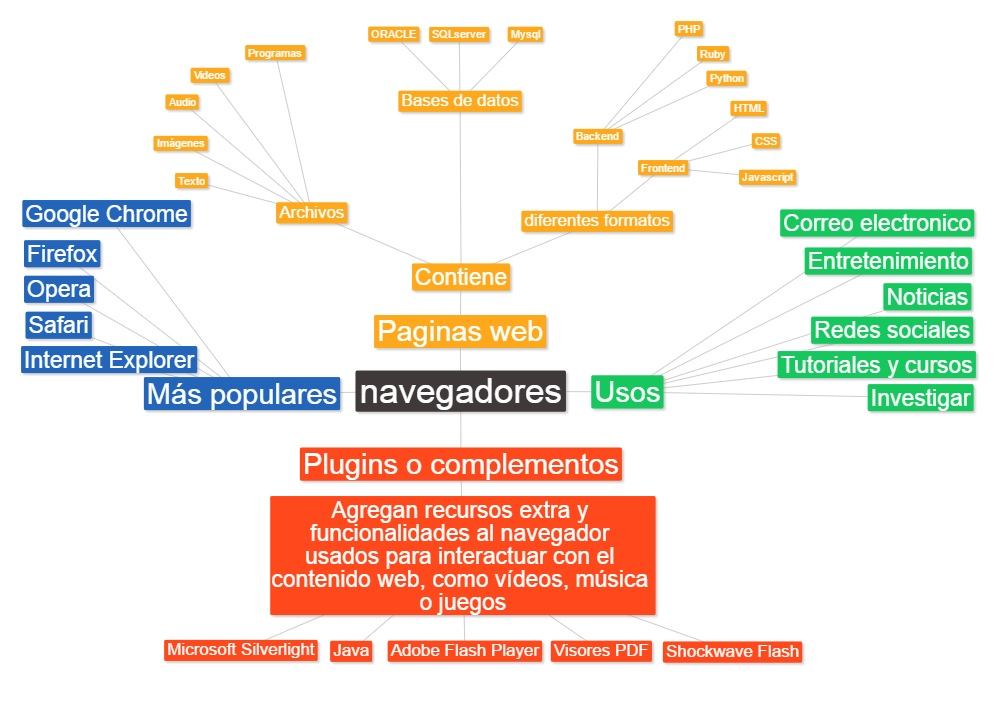 ORACLE
SQLserver
Mysql
Bases de datos
Programas
Videos
Audio
Imágenes
Texto
Archivos
PHP
Ruby
Python
Backend
HTML
CSS
Javascript
Frontend
diferentes formatos
Contiene
Paginas web
Google Chrome
Firefox
Opera
Safari
Internet Explorer
Más populares
navegadores
Usos
Correo electronico
Entretenimiento
Noticias
Redes sociales
Tutoriales y cursos
Investigar
Plugins o complementos
Agregan recursos extra y
funcionalidades al navegador
usados para interactuar con el
contenido web, como vídeos, música
o juegos
Microsoft Silverlight
Java
Adobe Flash Player
Visores PDF
Shockwave Flash